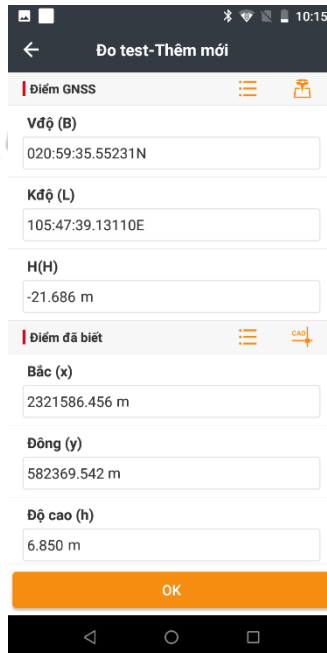 10:15
Đo test-Thêm mới
Điểm GNSS
Vđộ (B)
020:59:35.55231N
Kđộ (L)
105:47:39.13110E
H(H)
-21.686 m
Điểm đã biết
CAD
Bắc (x)
2321586.456 m
Đông (y)
582369.542 m
Độ cao (h)
6.850 m
OK